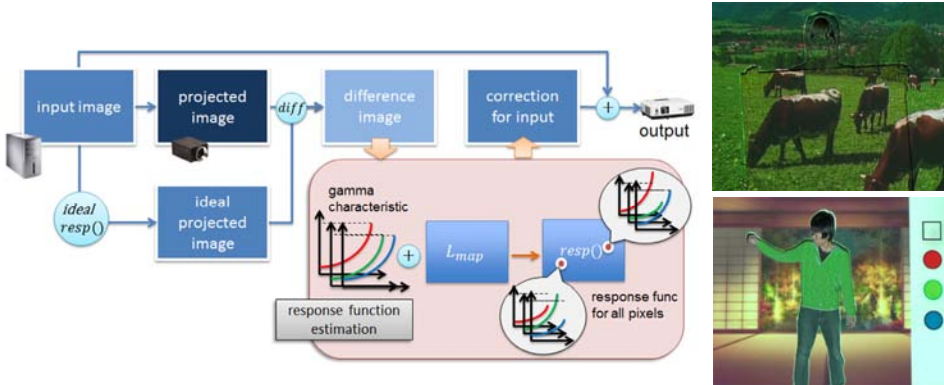 input image
projected
image
diff
difference
image
correction
for input
+
output
ideal
resp()
ideal
projected
image
gamma
characteristic
+
L_map
resp()
response function
estimation
response func
for all pixels